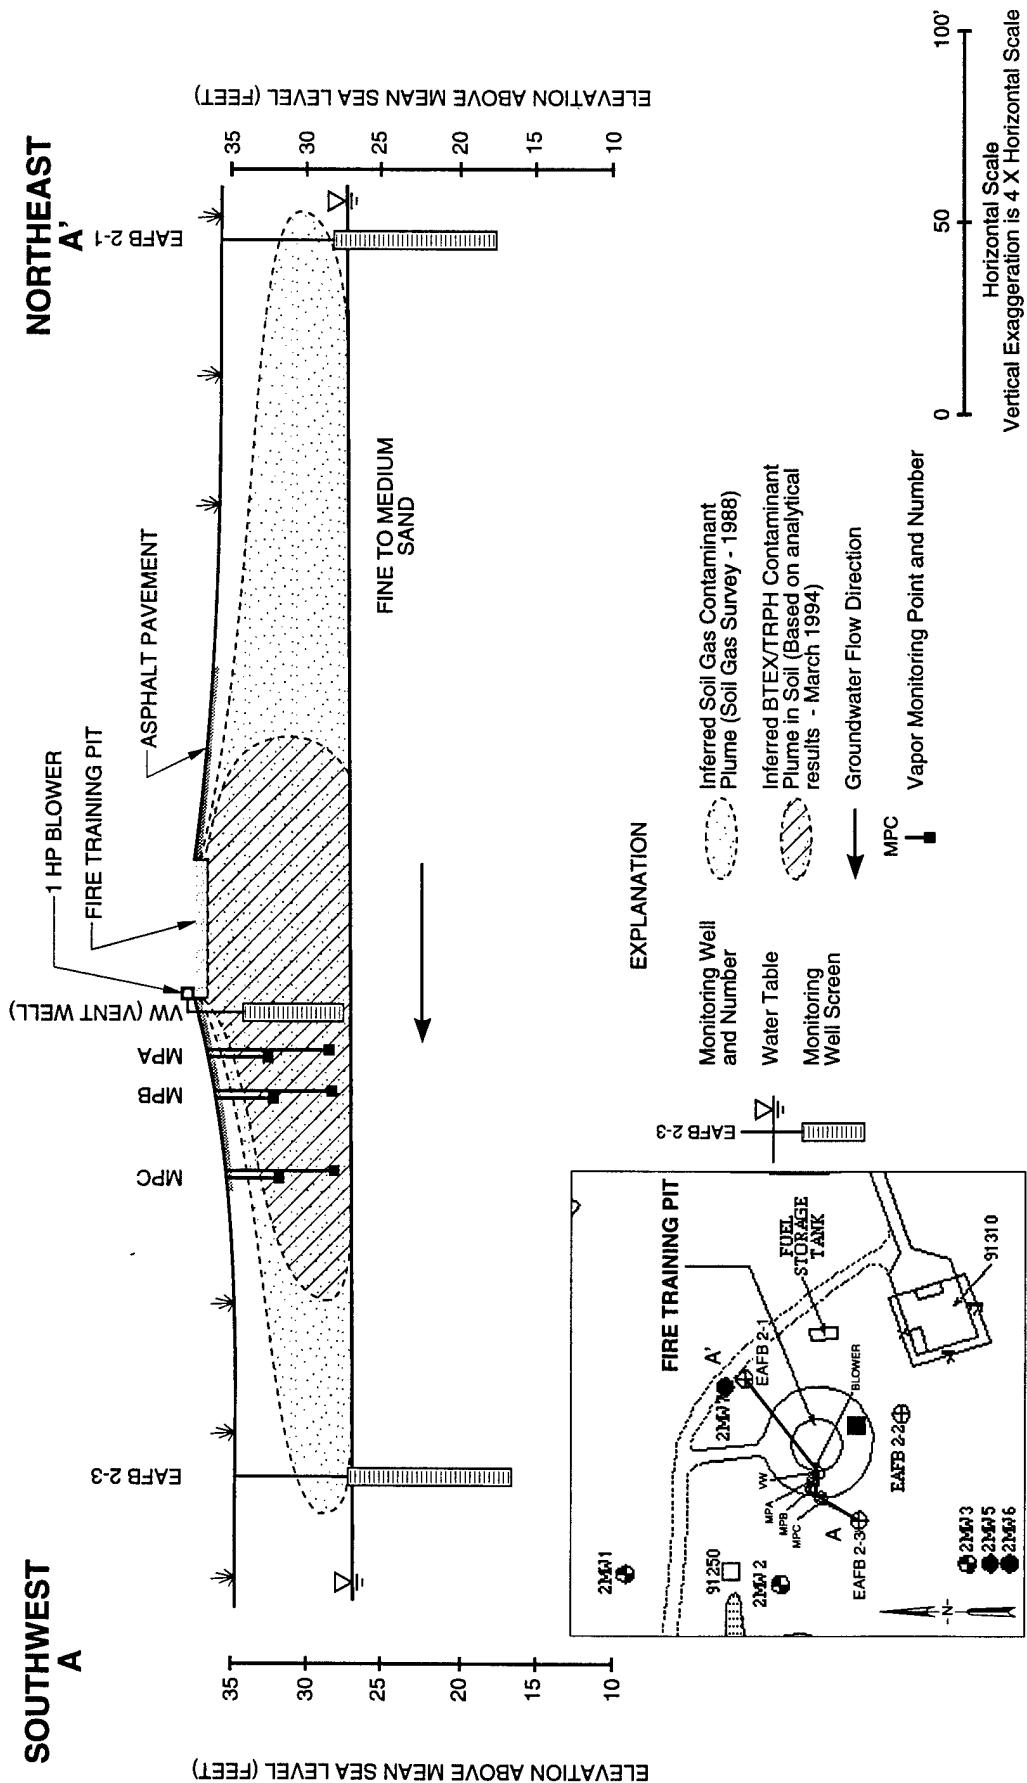 SOUTHWEST
A
NORTHEAST
A'
ELEVATION ABOVE MEAN SEA LEVEL (FEET)
35
30
25
20
15
10
EAFB 2-3
MPC
MPB
MPA
VW (VENT WELL)
1 HP BLOWER
FIRE TRAINING PIT
ASPHALT PAVEMENT
EAFB 2-1
FINE TO MEDIUM
SAND
ELEVATION ABOVE MEAN SEA LEVEL (FEET)
35
30
25
20
15
10
2MW1
91250
2MW2
2MW3
2MW5
2MW6
N
EAFB 2-3
A
MPC
MPB
MPA
VW
2MW7
A'
EAFB 2-1
EAFB 2-2
BLOWER
FIRE TRAINING PIT
FUEL
STORAGE
TANK
91310
EXPLANATION
EAFB 2-3
Monitoring Well
and Number
Water Table
Monitoring
Well Screen
Inferred Soil Gas Contaminant
Plume (Soil Gas Survey - 1988)
Inferred BTEX/TRPH Contaminant
Plume in Soil (Based on analytical
results - March 1994)
Groundwater Flow Direction
MPC
Vapor Monitoring Point and Number
0
50
100'
Horizontal Scale
Vertical Exaggeration is 4 X Horizontal Scale